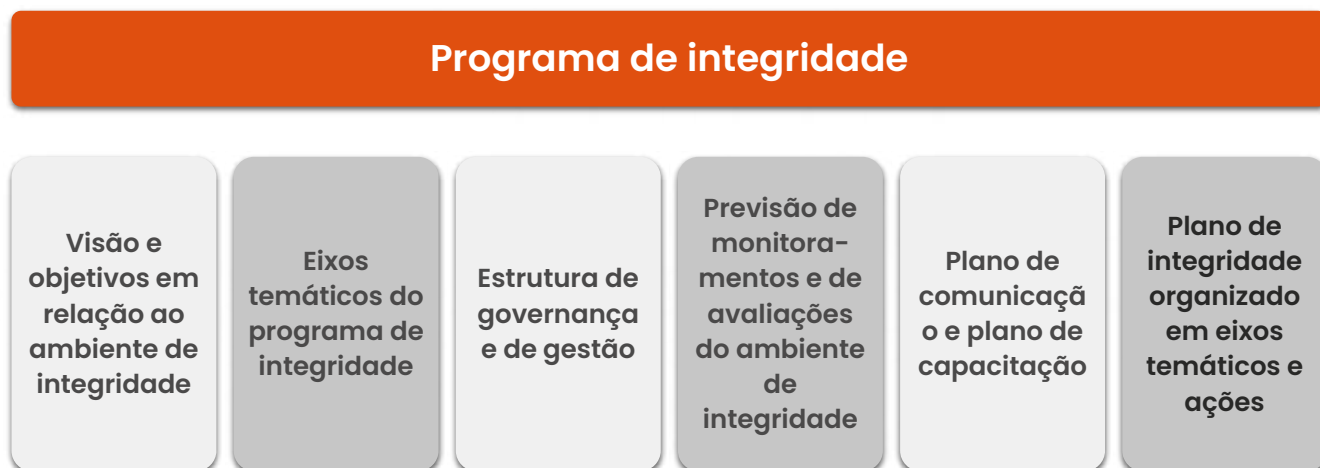 Programa de integridade
Visão e
objetivos em
relação ao
ambiente de
integridade
Eixos
temáticos do
programa de
integridade
Estrutura de
governança
e de gestão
Previsão de
monitora-
mentos e de
avaliações
do ambiente
de
integridade
Plano de
comunicaçã
o e plano de
capacitação
Plano de
integridade
organizado
em eixos
temáticos e
ações